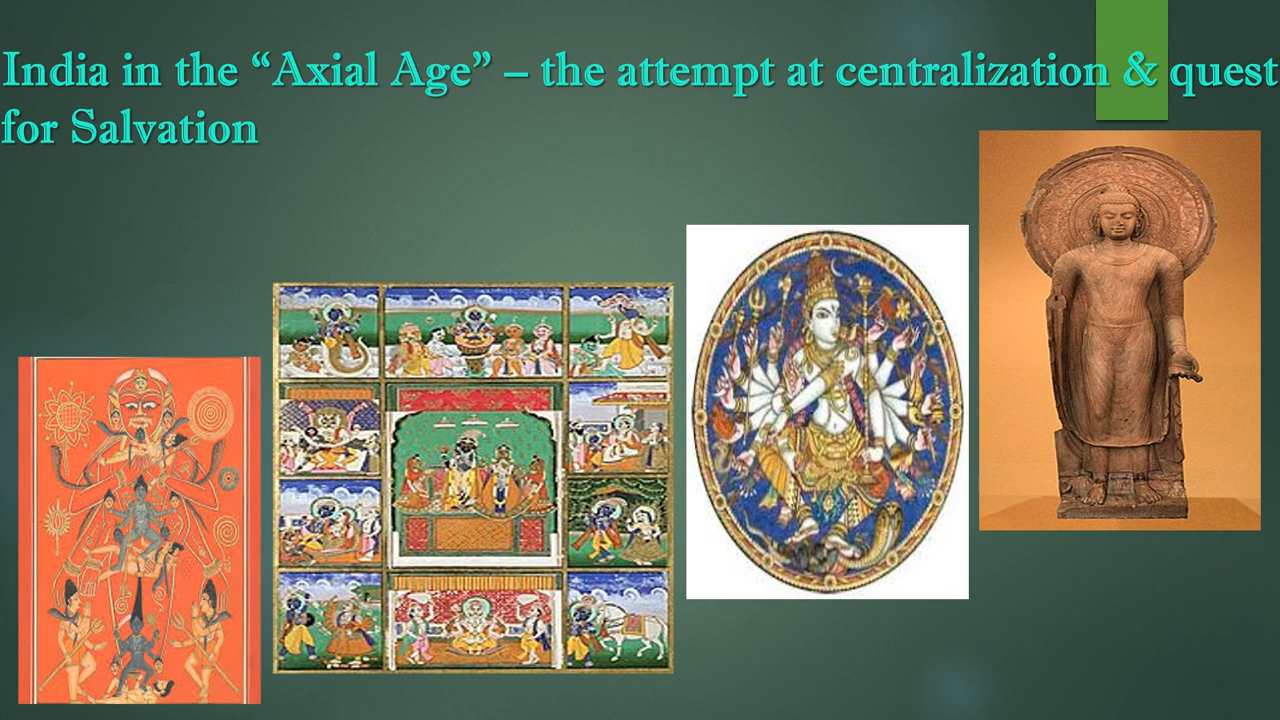 India in the “Axial Age” – the attempt at centralization & quest
for Salvation